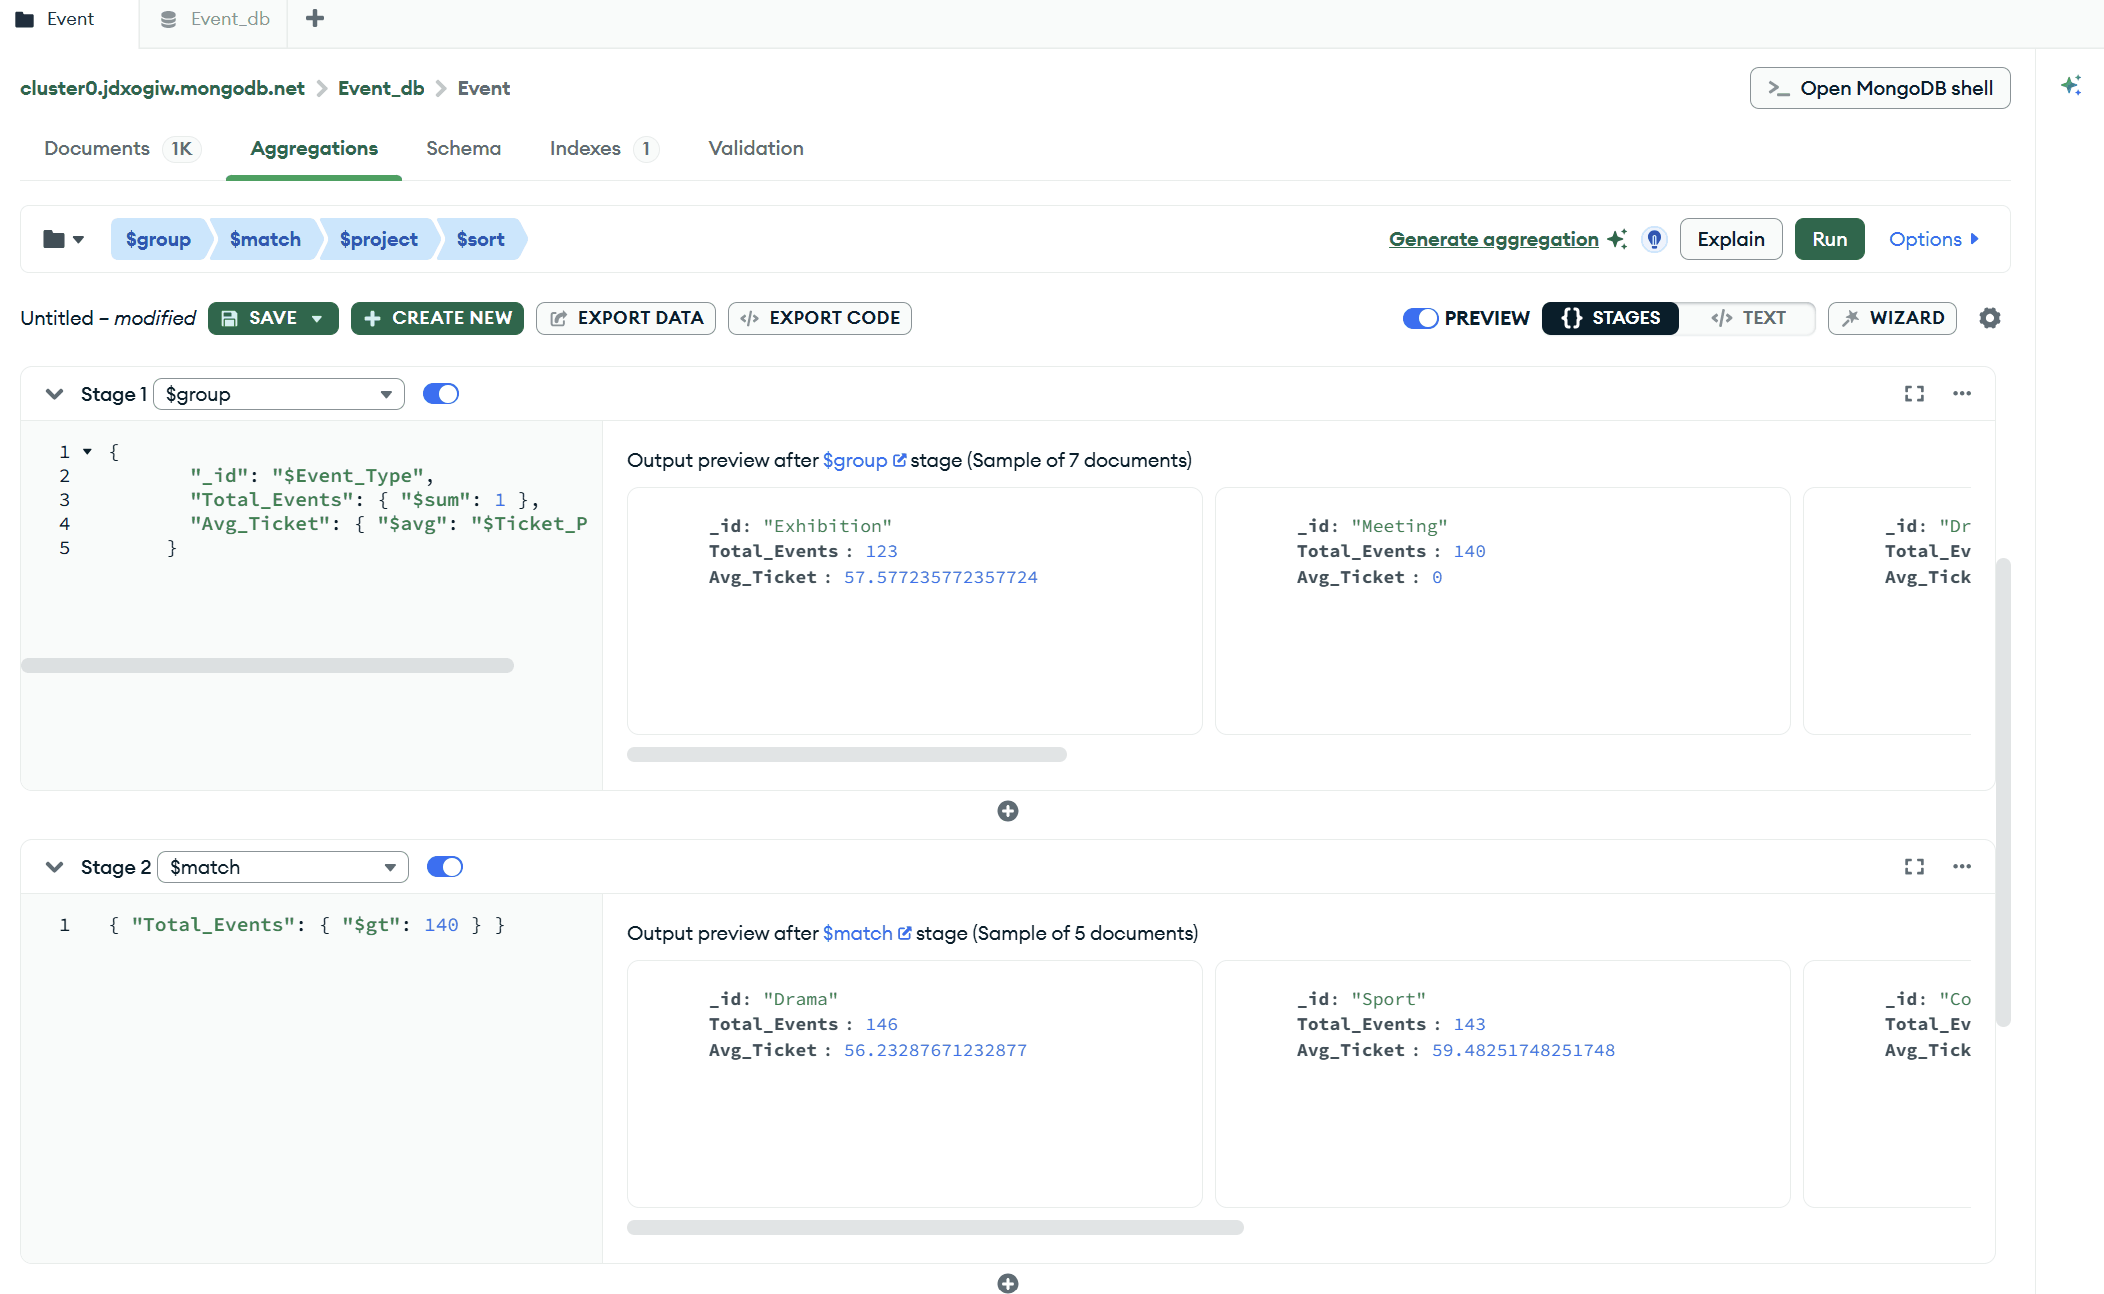 Event
Event_db
cluster0.jdxogiw.mongodb.net > Event_db > Event
>_ Open MongoDB shell
Documents 1K
Aggregations
Schema
Indexes 1
Validation
$group
$match
$project
$sort
Generate aggregation
Explain
Run
Options
Untitled – modified
SAVE
+ CREATE NEW
EXPORT DATA
</> EXPORT CODE
PREVIEW
{} STAGES
</> TEXT
WIZARD
Stage 1 $group
1 {
2 "_id": "$Event_Type",
3 "Total_Events": { "$sum": 1 },
4 "Avg_Ticket": { "$avg": "$Ticket_P
5 }
Output preview after $group stage (Sample of 7 documents)
_id: "Exhibition"
Total_Events : 123
Avg_Ticket : 57.577235772357724
_id: "Meeting"
Total_Events : 140
Avg_Ticket : 0
_id: "Dr
Total_Ev
Avg_Tick
Stage 2 $match
1 { "Total_Events": { "$gt": 140 } }
Output preview after $match stage (Sample of 5 documents)
_id: "Drama"
Total_Events : 146
Avg_Ticket : 56.23287671232877
_id: "Sport"
Total_Events : 143
Avg_Ticket : 59.48251748251748
_id: "Co
Total_Ev
Avg_Tick